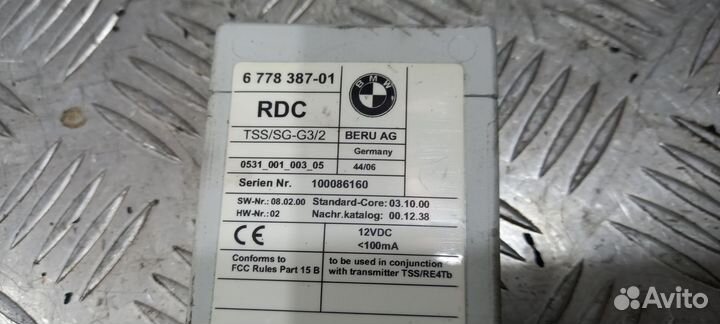 6 778 387-01
BMW
RDC
TSS/SG-G3/2
BERU AG
Germany
0531_001_003_05
44/06
Serien Nr. 100086160
SW-Nr.: 08.02.00 Standard-Core: 03.10.00
HW-Nr.: 02 Nachr.katalog: 00.12.38
CE
12VDC
<100mA
Conforms to
FCC Rules Part 15 B
to be used in conjunction
with transmitter TSS/RE4Tb
Avito